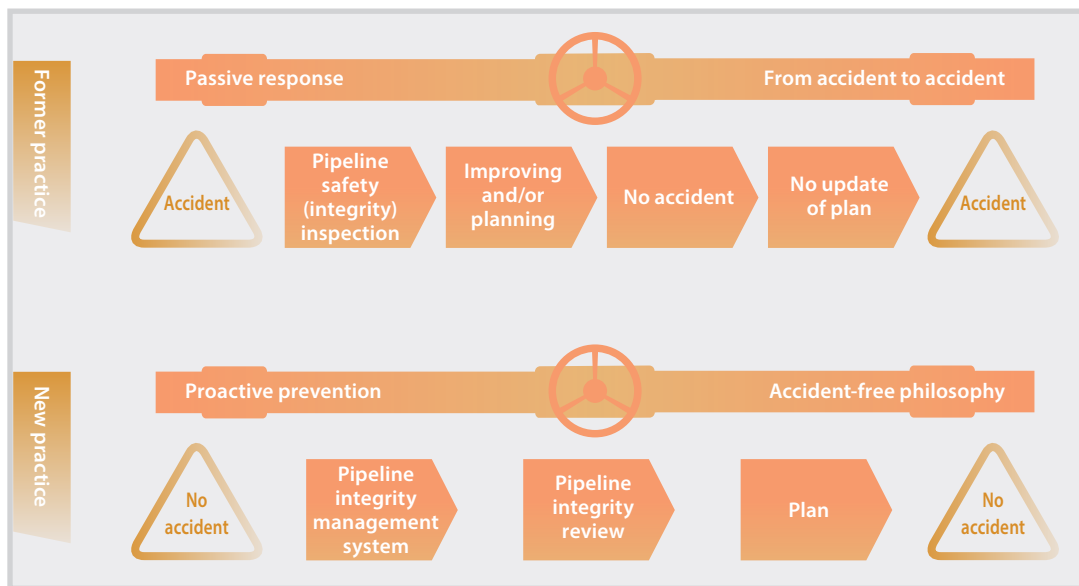 Former practice
Passive response
From accident to accident
Accident
Pipeline
safety
(integrity)
inspection
Improving
and/or
planning
No accident
No update
of plan
Accident
New practice
Proactive prevention
Accident-free philosophy
No
accident
Pipeline
integrity
management
system
Pipeline
integrity
review
Plan
No
accident